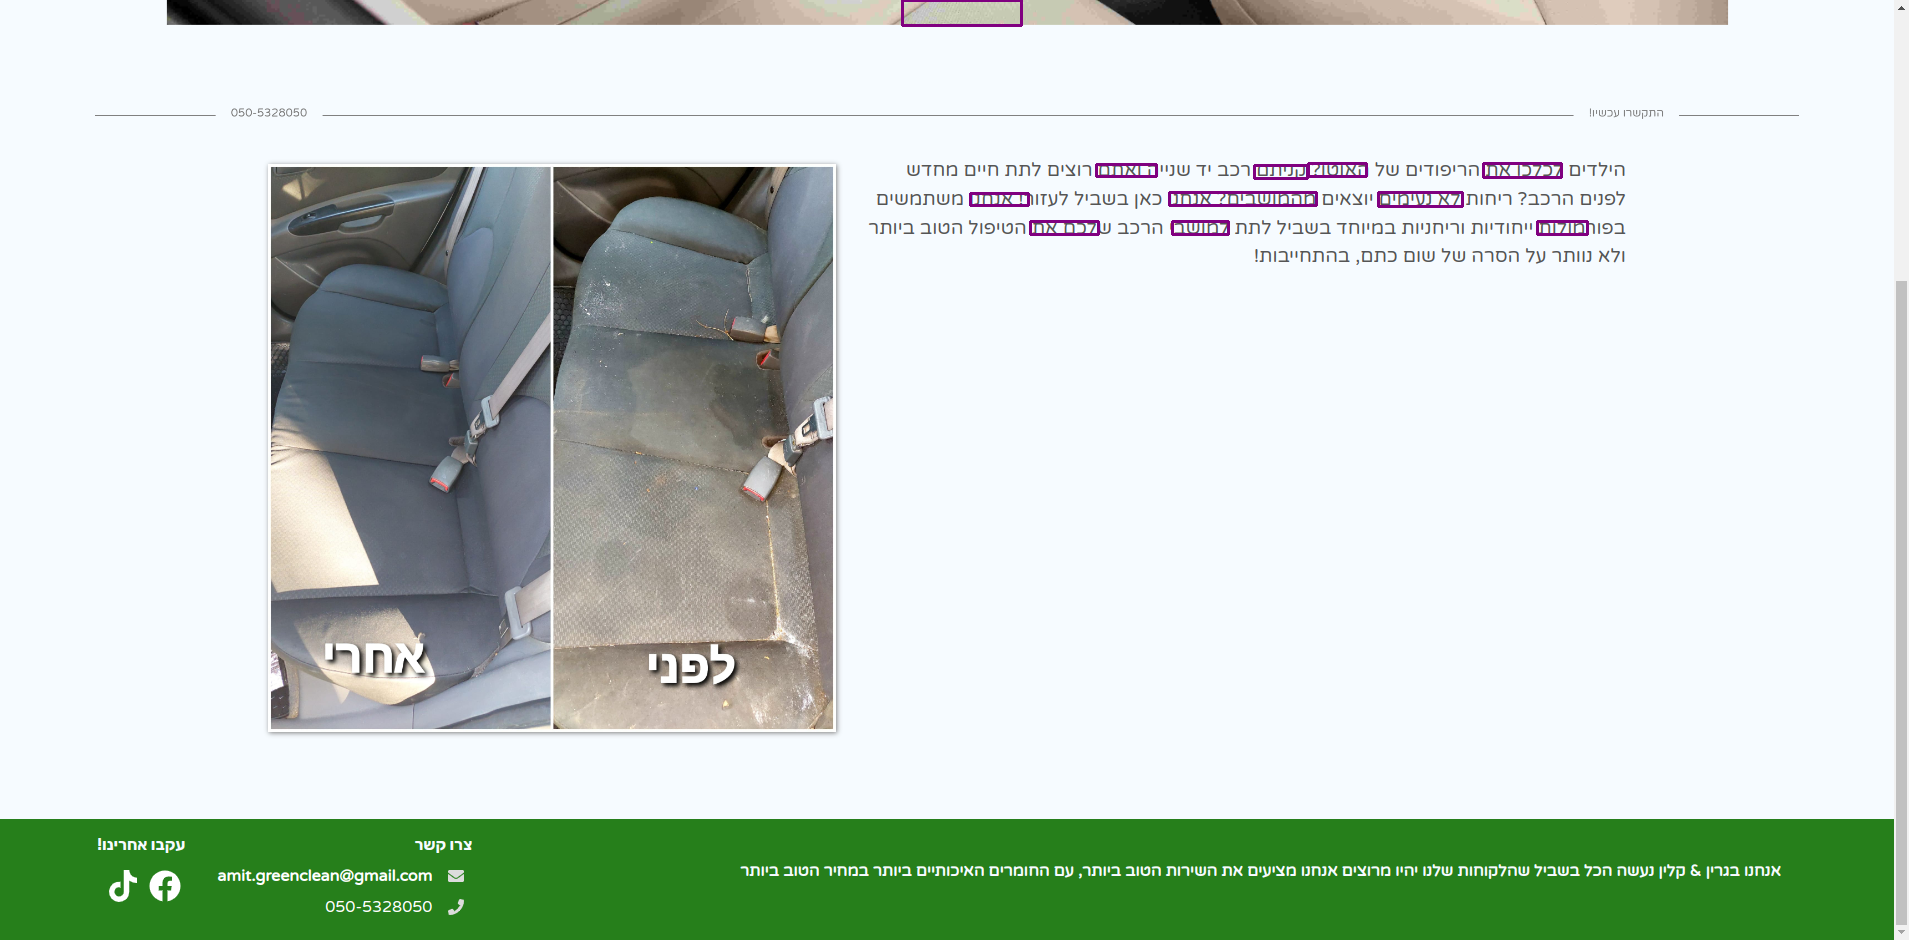 התקשרו עכשיו!
050-5328050
הילדים לכלכו את הריפודים של האוטו? קניתם רכב יד שנייה ואתם רוצים לתת חיים מחדש
לפנים הרכב? ריחות לא נעימים יוצאים מהמושבים? אנחנו כאן בשביל לעזור! אנחנו משתמשים
בפורמולות ייחודיות וריחניות במיוחד בשביל לתת למושבי הרכב שלכם את הטיפול הטוב ביותר
ולא נוותר על הסרה של שום כתם, בהתחייבות!
לפני
אחרי
אנחנו בגרין & קלין נעשה הכל בשביל שהלקוחות שלנו יהיו מרוצים אנחנו מציעים את השירות הטוב ביותר, עם החומרים האיכותיים ביותר במחיר הטוב ביותר
צרו קשר
amit.greenclean@gmail.com
050-5328050
עקבו אחרינו!